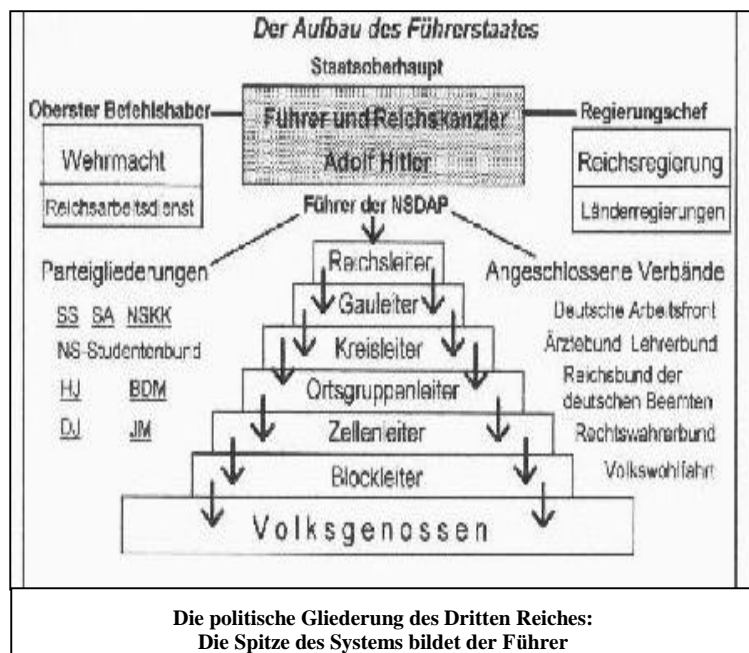 Der Aufbau des Führerstaates
Staatsoberhaupt
Oberster Befehlshaber
Führer und Reichskanzler
Adolf Hitler
Regierungschef
Wehrmacht
Reichsarbeitsdienst
Reichsregierung
Länderregierungen
Führer der NSDAP
Parteigliederungen
SS SA NSKK
NS-Studentenbund
HJ BDM
DJ JM
Reichsleiter
Gauleiter
Kreisleiter
Ortsgruppenleiter
Zellenleiter
Blockleiter
Volksgenossen
Angeschlossene Verbände
Deutsche Arbeitsfront
Ärztebund Lehrerbund
Reichsbund der
deutschen Beamten
Rechtswahrerbund
Volkswohlfahrt
Die politische Gliederung des Dritten Reiches:
Die Spitze des Systems bildet der Führer